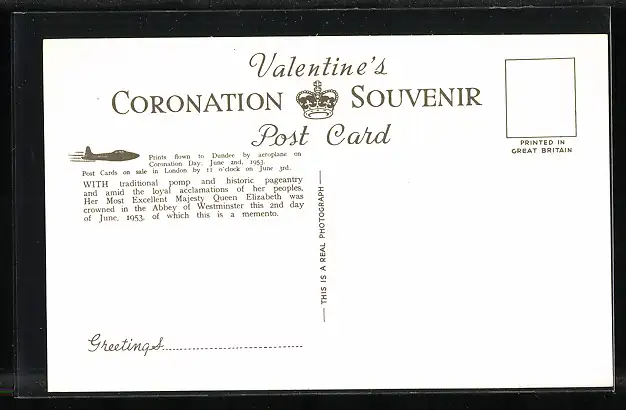 Valentine's
CORONATION SOUVENIR
Post Card
PRINTED IN
GREAT BRITAIN
Prints flown to Dundee by aeroplane on
Coronation Day, June 2nd, 1953.
Post Cards on sale in London by 11 o'clock on June 3rd.
WITH traditional pomp and historic pageantry
and amid the loyal acclamations of her peoples,
Her Most Excellent Majesty Queen Elizabeth was
crowned in the Abbey of Westminster this 2nd day
of June, 1953, of which this is a memento.
THIS IS A REAL PHOTOGRAPH
Greetings